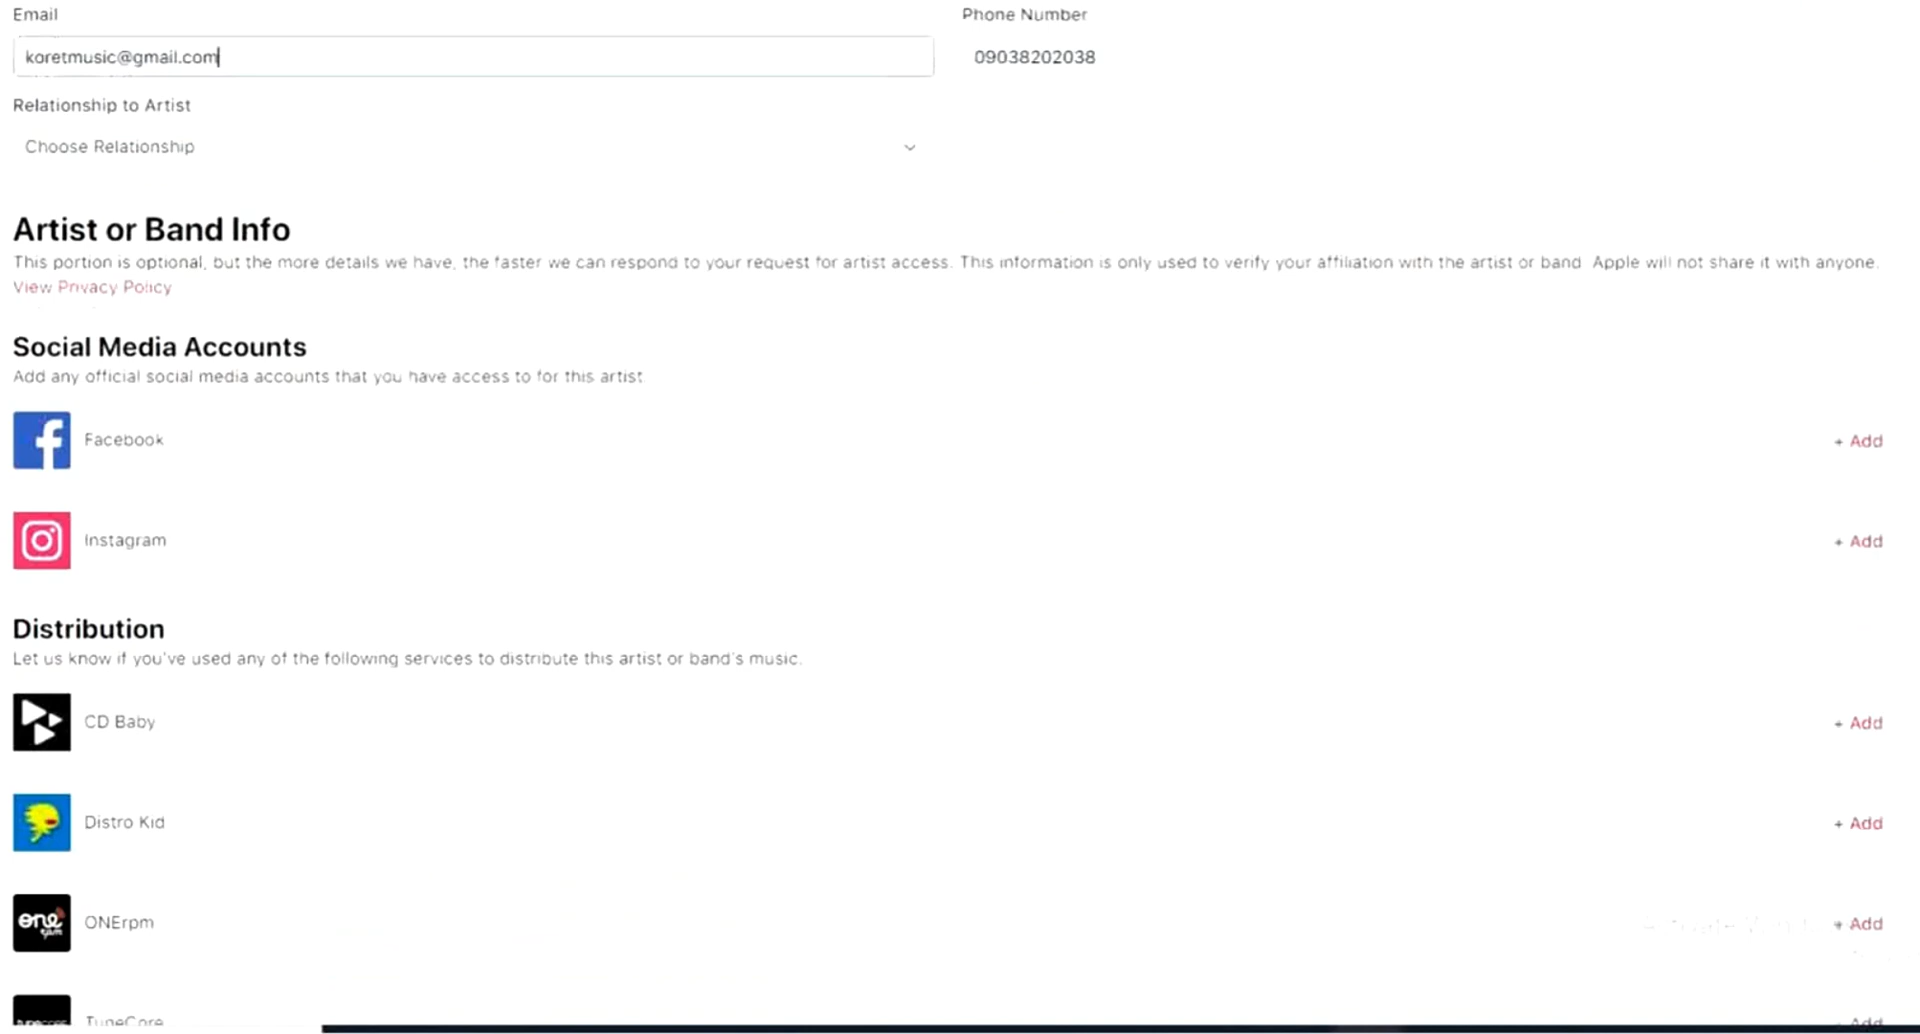 Email
Phone Number
koretmusic@gmail.com
09038202038
Relationship to Artist
Choose Relationship
Artist or Band Info
This portion is optional, but the more details we have, the faster we can respond to your request for artist access. This information is only used to verify your affiliation with the artist or band Apple will not share it with anyone.
View Privacy Policy
Social Media Accounts
Add any official social media accounts that you have access to for this artist
Facebook
+ Add
Instagram
+ Add
Distribution
Let us know if you've used any of the following services to distribute this artist or band's music.
CD Baby
+ Add
Distro Kid
+ Add
one rpm
ONErpm
+ Add
TuneCore
Add